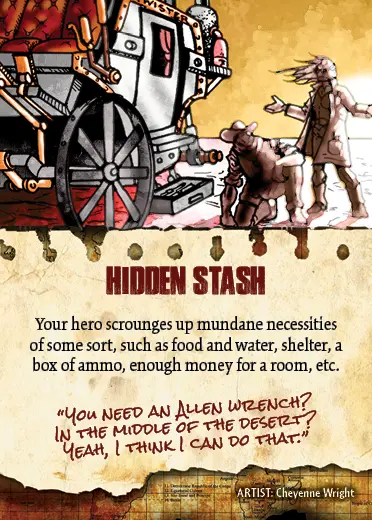 TWISTER
HIDDEN STASH
Your hero scrounges up mundane necessities
of some sort, such as food and water, shelter, a
box of ammo, enough money for a room, etc.
“You need an Allen wrench?
In the middle of the desert?
Yeah, I think I can do that.”
ARTIST: Cheyenne Wright